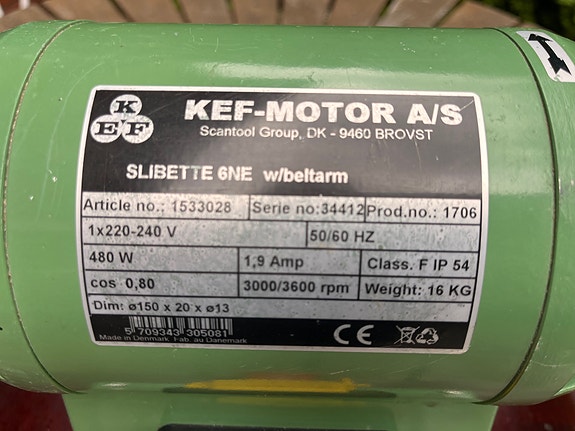 K
E F
KEF-MOTOR A/S
Scantool Group, DK - 9460 BROVST
SLIBETTE 6NE w/beltarm
Article no.: 1533028 Serie no:34412 Prod.no: 1706
1x220-240 V 50/60 HZ
480 W 1,9 Amp Class. F IP 54
cos 0,80 3000/3600 rpm Weight: 16 KG
Dim: ø150 x 20 x ø13
5 709343 305081
Made in Denmark. Fab. au Danemark
CE